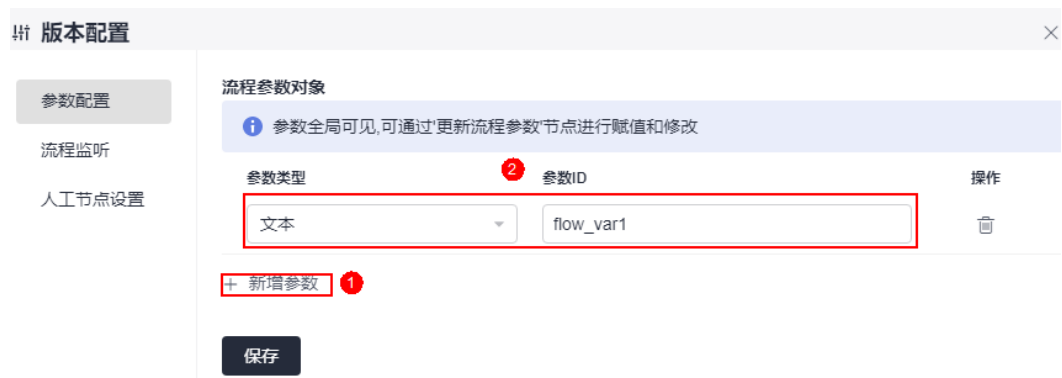 版本配置
参数配置
流程监听
人工节点设置
流程参数对象
参数全局可见,可通过'更新流程参数'节点进行赋值和修改
参数类型 2 参数ID 操作
文本 flow_var1
+ 新增参数 1
保存